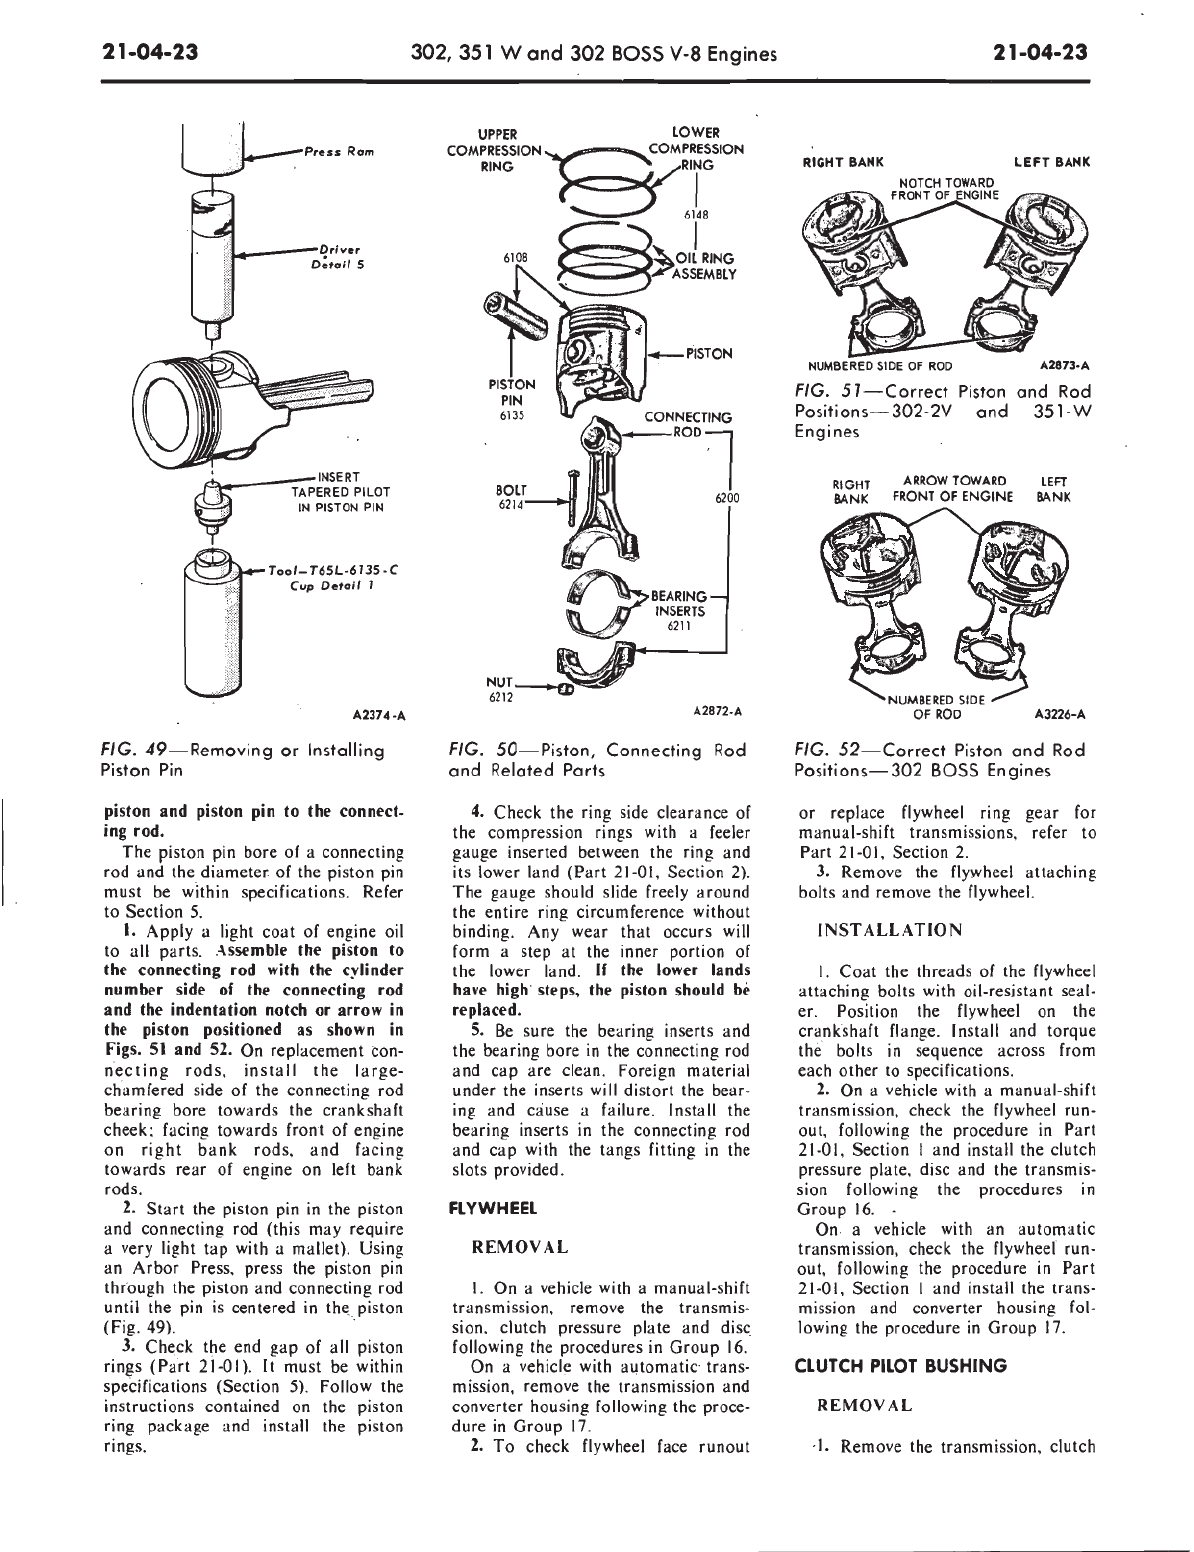 21-04-23
302, 351 W and 302 BOSS V-8 Engines
21-04-23
Press Ram
Driver
Detail 5
INSERT
TAPERED PILOT
IN PISTON PIN
Tool-T65L-6135-C
Cup Detail 1
A2374-A
FIG. 49—Removing or Installing
Piston Pin
UPPER
COMPRESSION
RING
LOWER
COMPRESSION
RING
6148
6108
OIL RING
ASSEMBLY
PISTON
PISTON
PIN
6135
CONNECTING
ROD
BOLT
6214
6200
BEARING
INSERTS
6211
NUT
6212
A2872-A
FIG. 50—Piston, Connecting Rod
and Related Parts
RIGHT BANK
LEFT BANK
NOTCH TOWARD
FRONT OF ENGINE
NUMBERED SIDE OF ROD
A2873-A
FIG. 51—Correct Piston and Rod
Positions—302-2V and 351-W
Engines
RIGHT
BANK
ARROW TOWARD
FRONT OF ENGINE
LEFT
BANK
NUMBERED SIDE
OF ROD
A3226-A
FIG. 52—Correct Piston and Rod
Positions—302 BOSS Engines
piston and piston pin to the connect-
ing rod.
The piston pin bore of a connecting
rod and the diameter of the piston pin
must be within specifications. Refer
to Section 5.
1. Apply a light coat of engine oil
to all parts. Assemble the piston to
the connecting rod with the cylinder
number side of the connecting rod
and the indentation notch or arrow in
the piston positioned as shown in
Figs. 51 and 52. On replacement con-
necting rods, install the large-
chamfered side of the connecting rod
bearing bore towards the crankshaft
cheek; facing towards front of engine
on right bank rods, and facing
towards rear of engine on left bank
rods.
2. Start the piston pin in the piston
and connecting rod (this may require
a very light tap with a mallet). Using
an Arbor Press, press the piston pin
through the piston and connecting rod
until the pin is centered in the piston
(Fig. 49).
3. Check the end gap of all piston
rings (Part 21-01). It must be within
specifications (Section 5). Follow the
instructions contained on the piston
ring package and install the piston
rings.
4. Check the ring side clearance of
the compression rings with a feeler
gauge inserted between the ring and
its lower land (Part 21-01, Section 2).
The gauge should slide freely around
the entire ring circumference without
binding. Any wear that occurs will
form a step at the inner portion of
the lower land. If the lower lands
have high steps, the piston should be
replaced.
5. Be sure the bearing inserts and
the bearing bore in the connecting rod
and cap are clean. Foreign material
under the inserts will distort the bear-
ing and cause a failure. Install the
bearing inserts in the connecting rod
and cap with the tangs fitting in the
slots provided.
FLYWHEEL
REMOVAL
1. On a vehicle with a manual-shift
transmission, remove the transmis-
sion, clutch pressure plate and disc
following the procedures in Group 16.
On a vehicle with automatic trans-
mission, remove the transmission and
converter housing following the proce-
dure in Group 17.
2. To check flywheel face runout
or replace flywheel ring gear for
manual-shift transmissions, refer to
Part 21-01, Section 2.
3. Remove the flywheel attaching
bolts and remove the flywheel.
INSTALLATION
1. Coat the threads of the flywheel
attaching bolts with oil-resistant seal-
er. Position the flywheel on the
crankshaft flange. Install and torque
the bolts in sequence across from
each other to specifications.
2. On a vehicle with a manual-shift
transmission, check the flywheel run-
out, following the procedure in Part
21-01, Section 1 and install the clutch
pressure plate, disc and the transmis-
sion following the procedures in
Group 16.
On a vehicle with an automatic
transmission, check the flywheel run-
out, following the procedure in Part
21-01, Section 1 and install the trans-
mission and converter housing fol-
lowing the procedure in Group 17.
CLUTCH PILOT BUSHING
REMOVAL
1. Remove the transmission, clutch